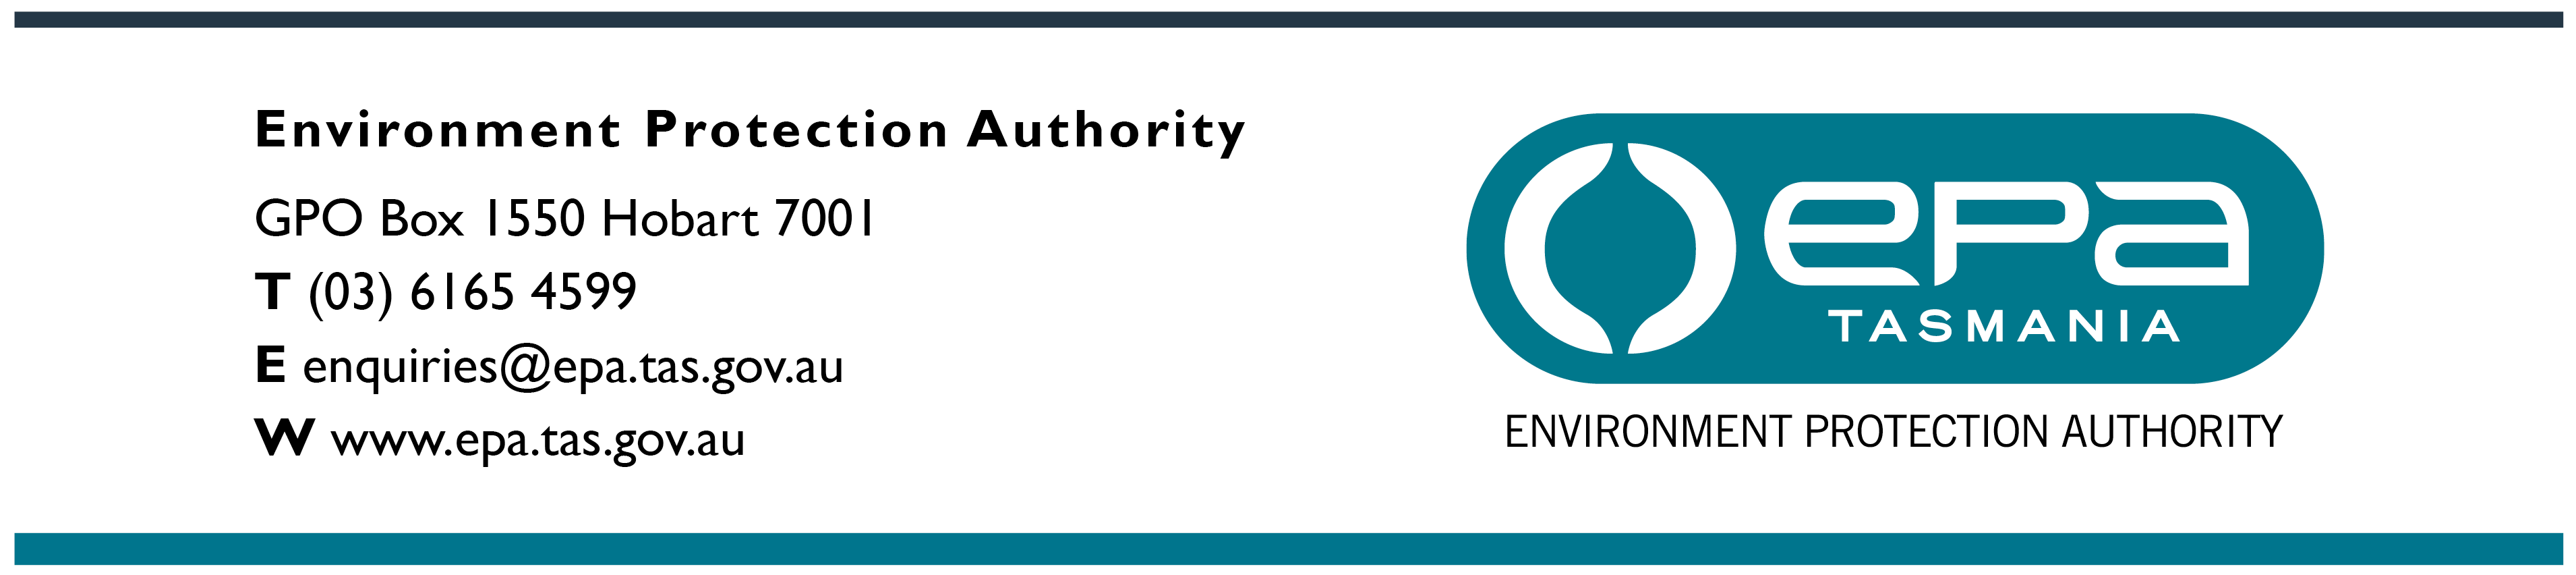 Environment Protection Authority
GPO Box 1550 Hobart 7001
T (03) 6165 4599
E enquiries@epa.tas.gov.au
W www.epa.tas.gov.au
epa
TASMANIA
ENVIRONMENT PROTECTION AUTHORITY